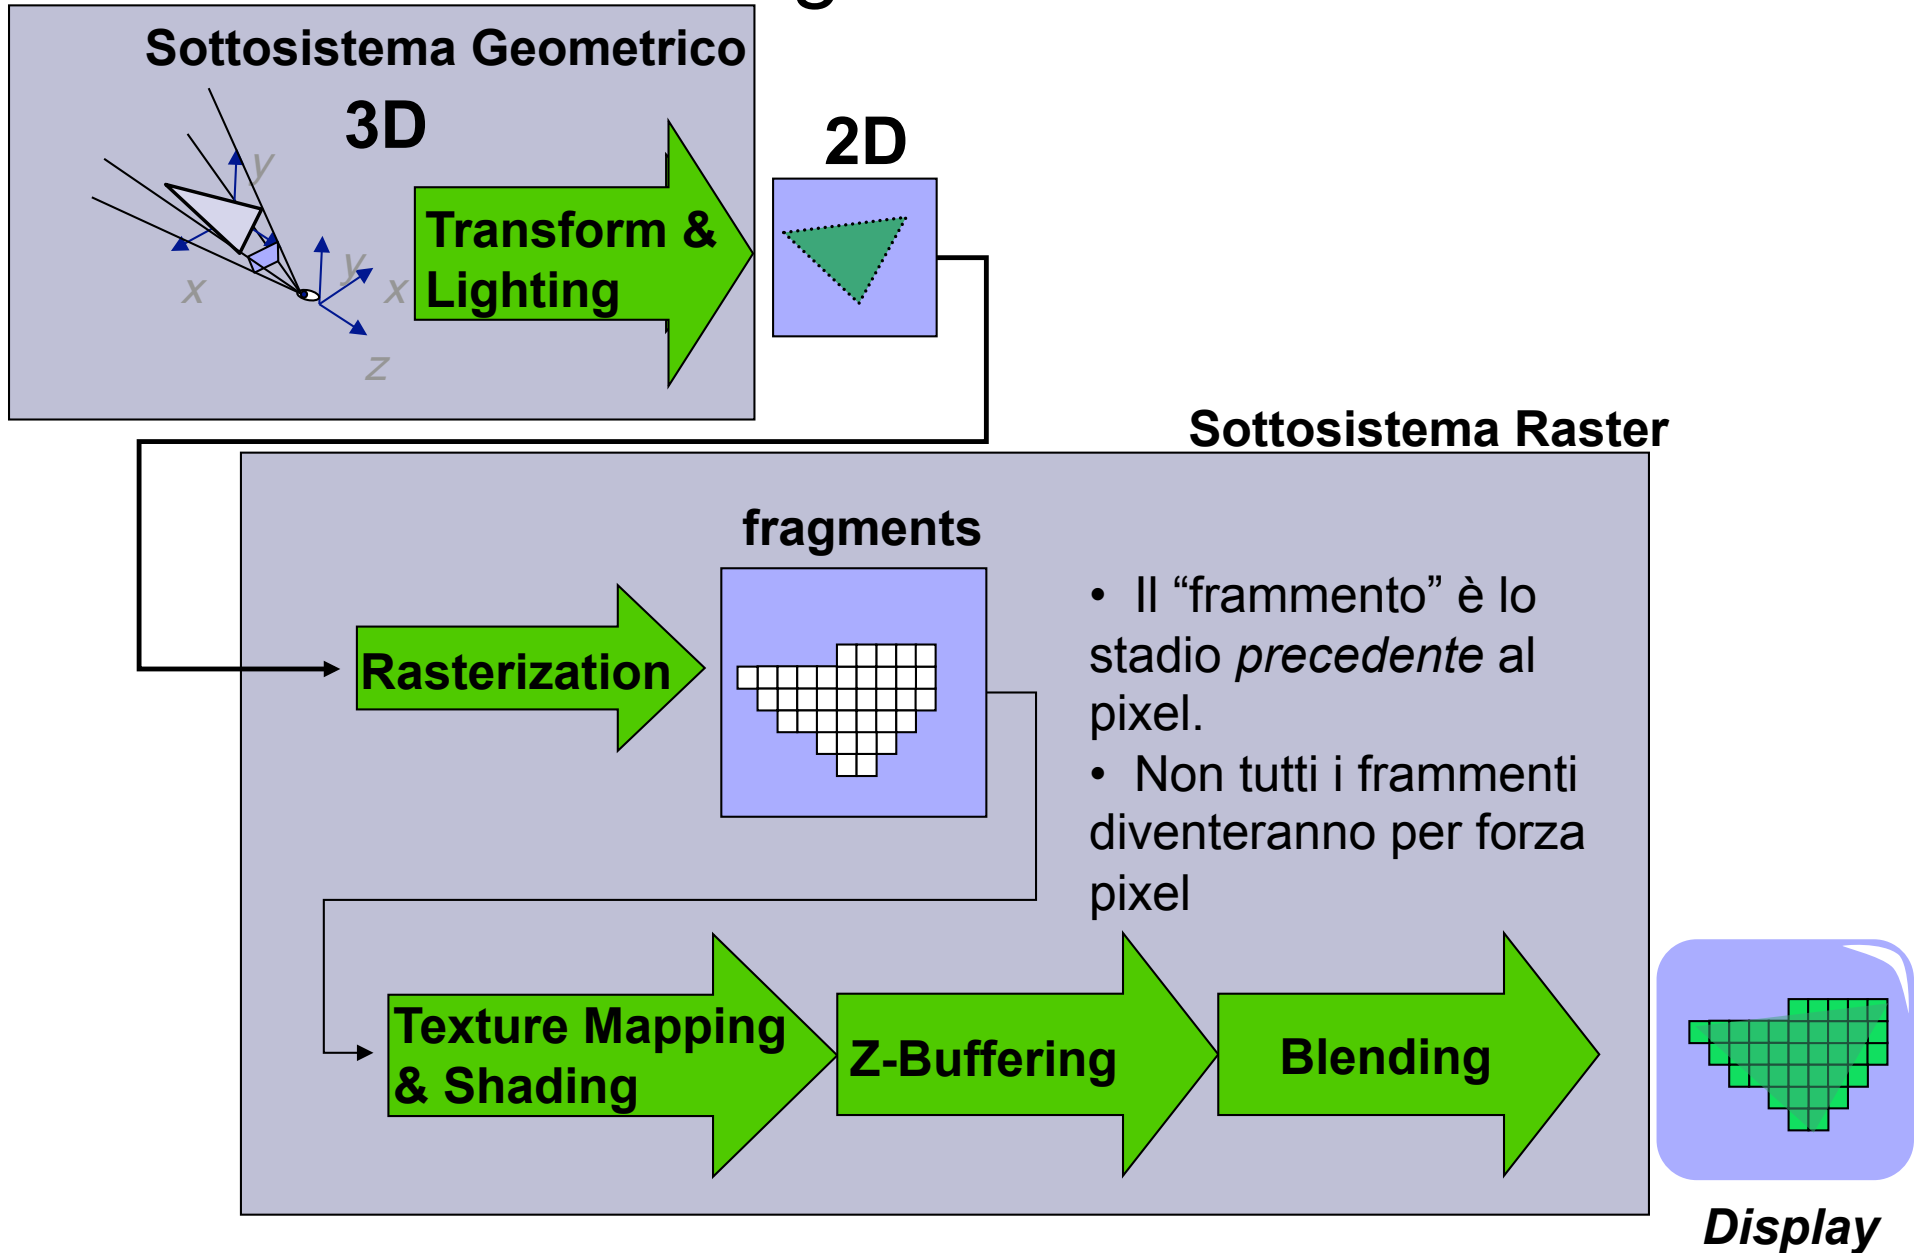 g
Sottosistema Geometrico
3D
2D
y
x
y
x
z
Transform &
Lighting
Sottosistema Raster
fragments
Rasterization
• Il “frammento” è lo
stadio precedente al
pixel.
• Non tutti i frammenti
diventeranno per forza
pixel
Texture Mapping
& Shading
Z-Buffering
Blending
Display